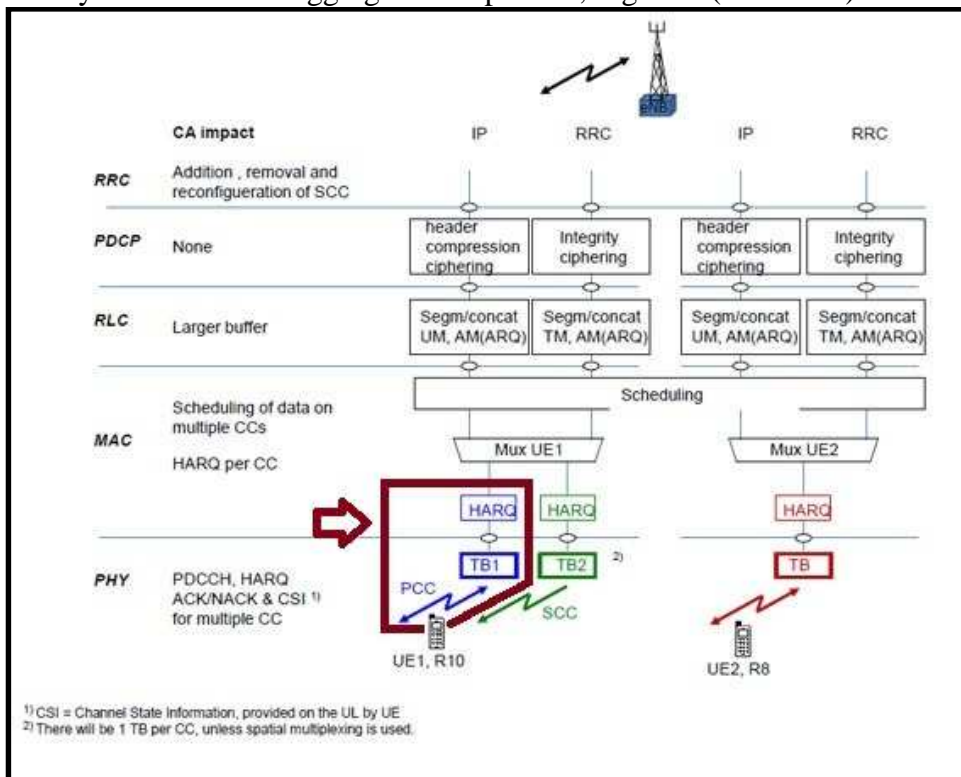 CA impact
IP
RRC
IP
RRC
eNB
RRC
Addition , removal and
reconfigueration of SCC
PDCP
None
header
compression
ciphering
Integrity
ciphering
header
compression
ciphering
Integrity
ciphering
RLC
Larger buffer
Segm/concat
UM, AM(ARQ)
Segm/concat
TM, AM(ARQ)
Segm/concat
UM, AM(ARQ)
Segm/concat
TM, AM(ARQ)
Scheduling
MAC
Scheduling of data on
multiple CCs
HARQ per CC
Mux UE1
Mux UE2
HARQ
HARQ
HARQ
PHY
PDCCH, HARQ
ACK/NACK & CSI 1)
for multiple CC
TB1
TB2
2)
TB
PCC
SCC
UE1, R10
UE2, R8
1) CSI = Channel State Information, provided on the UL by UE
2) There will be 1 TB per CC, unless spatial multiplexing is used.